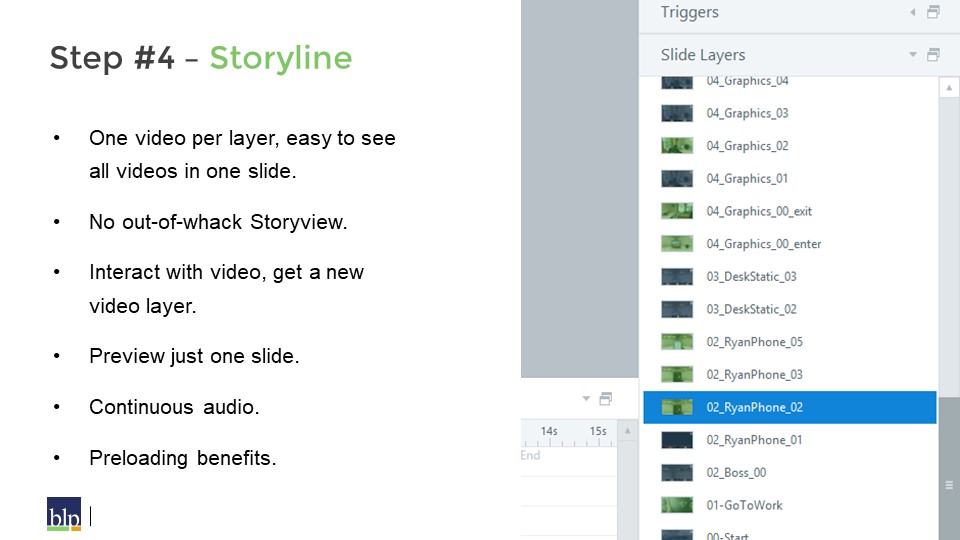 Step #4 – Storyline
• One video per layer, easy to see
all videos in one slide.
• No out-of-whack Storyview.
• Interact with video, get a new
video layer.
• Preview just one slide.
• Continuous audio.
• Preloading benefits.
blp
Triggers
Slide Layers
04_Graphics_04
04_Graphics_03
04_Graphics_02
04_Graphics_01
04_Graphics_00_exit
04_Graphics_00_enter
03_DeskStatic_03
03_DeskStatic_02
02_RyanPhone_05
02_RyanPhone_03
02_RyanPhone_02
02_RyanPhone_01
02_Boss_00
01-GoToWork
00-Start
14s 15s
End